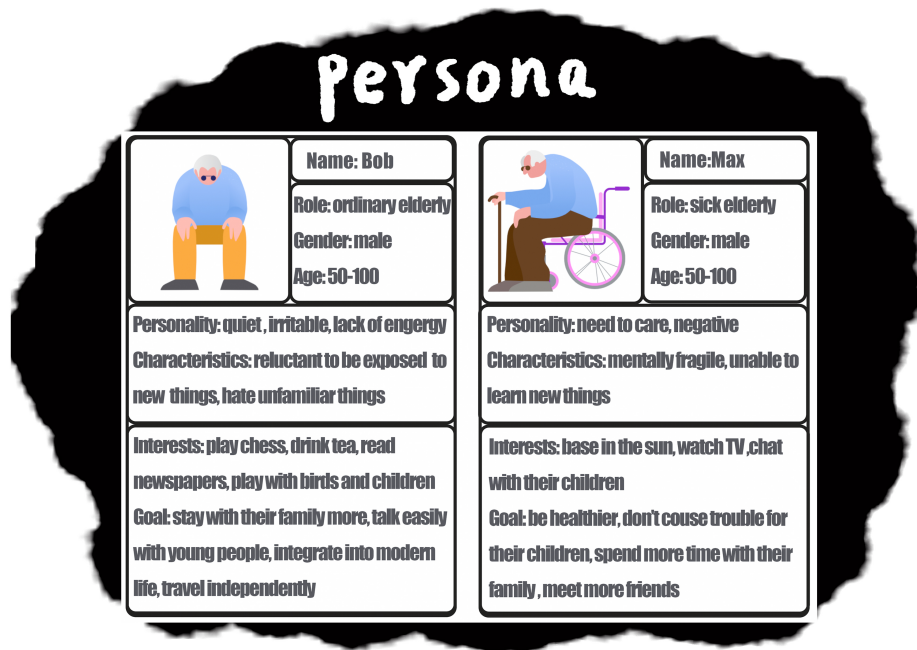 persona
Name: Bob
Role: ordinary elderly
Gender: male
Age: 50-100
Personality: quiet , irritable, lack of engergy
Characteristics: reluctant to be exposed to
new things, hate unfamiliar things
Interests: play chess, drink tea, read
newspapers, play with birds and children
Goal: stay with their family more, talk easily
with young people, integrate into modern
life, travel independently
Name:Max
Role: sick elderly
Gender: male
Age: 50-100
Personality: need to care, negative
Characteristics: mentally fragile, unable to
learn new things
Interests: base in the sun, watch TV ,chat
with their children
Goal: be healthier, don't couse trouble for
their children, spend more time with their
family , meet more friends